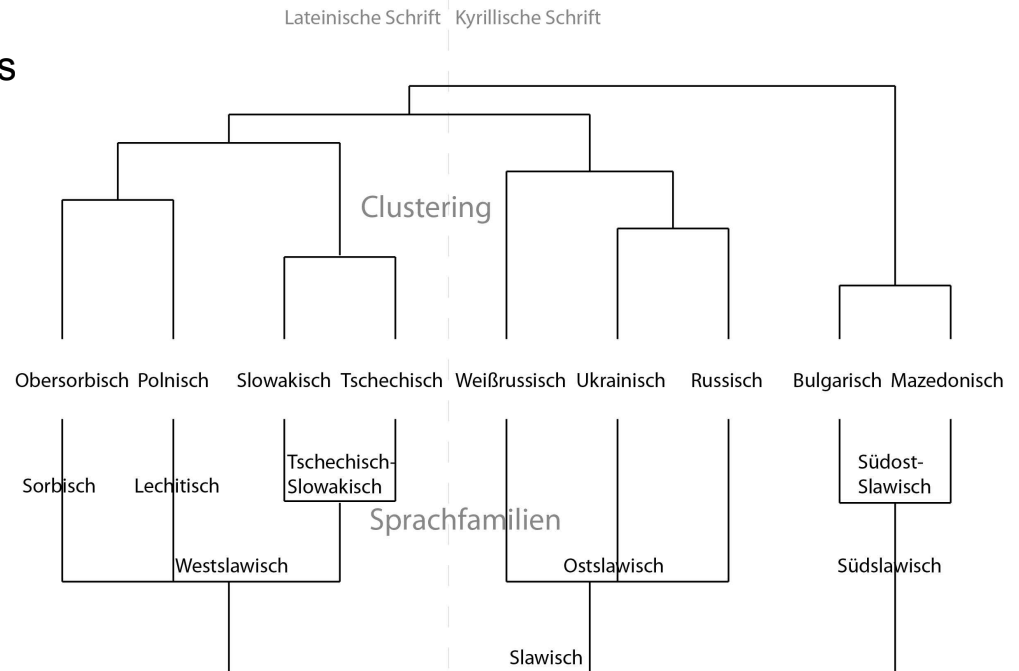 Lateinische Schrift Kyrillische Schrift
s
Clustering
Obersorbisch Polnisch Slowakisch Tschechisch Weißrussisch Ukrainisch Russisch Bulgarisch Mazedonisch
Sorbisch Lechitisch
Tschechisch-
Slowakisch
Südost-
Slawisch
Sprachfamilien
Westslawisch Ostslawisch Südslawisch
Slawisch